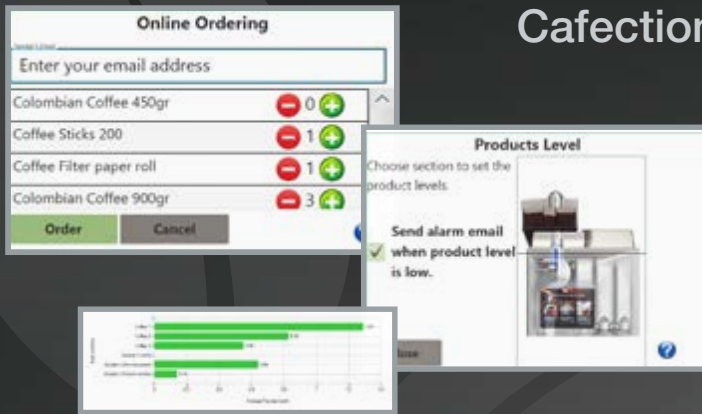 Cafection
Online Ordering
Enter your email address
Colombian Coffee 450gr 0
Coffee Sticks 200 1
Coffee Filter paper roll 1
Colombian Coffee 900gr 3
Order Cancel
Products Level
Choose section to set the
product levels.
Send alarm email
when product level
is low.